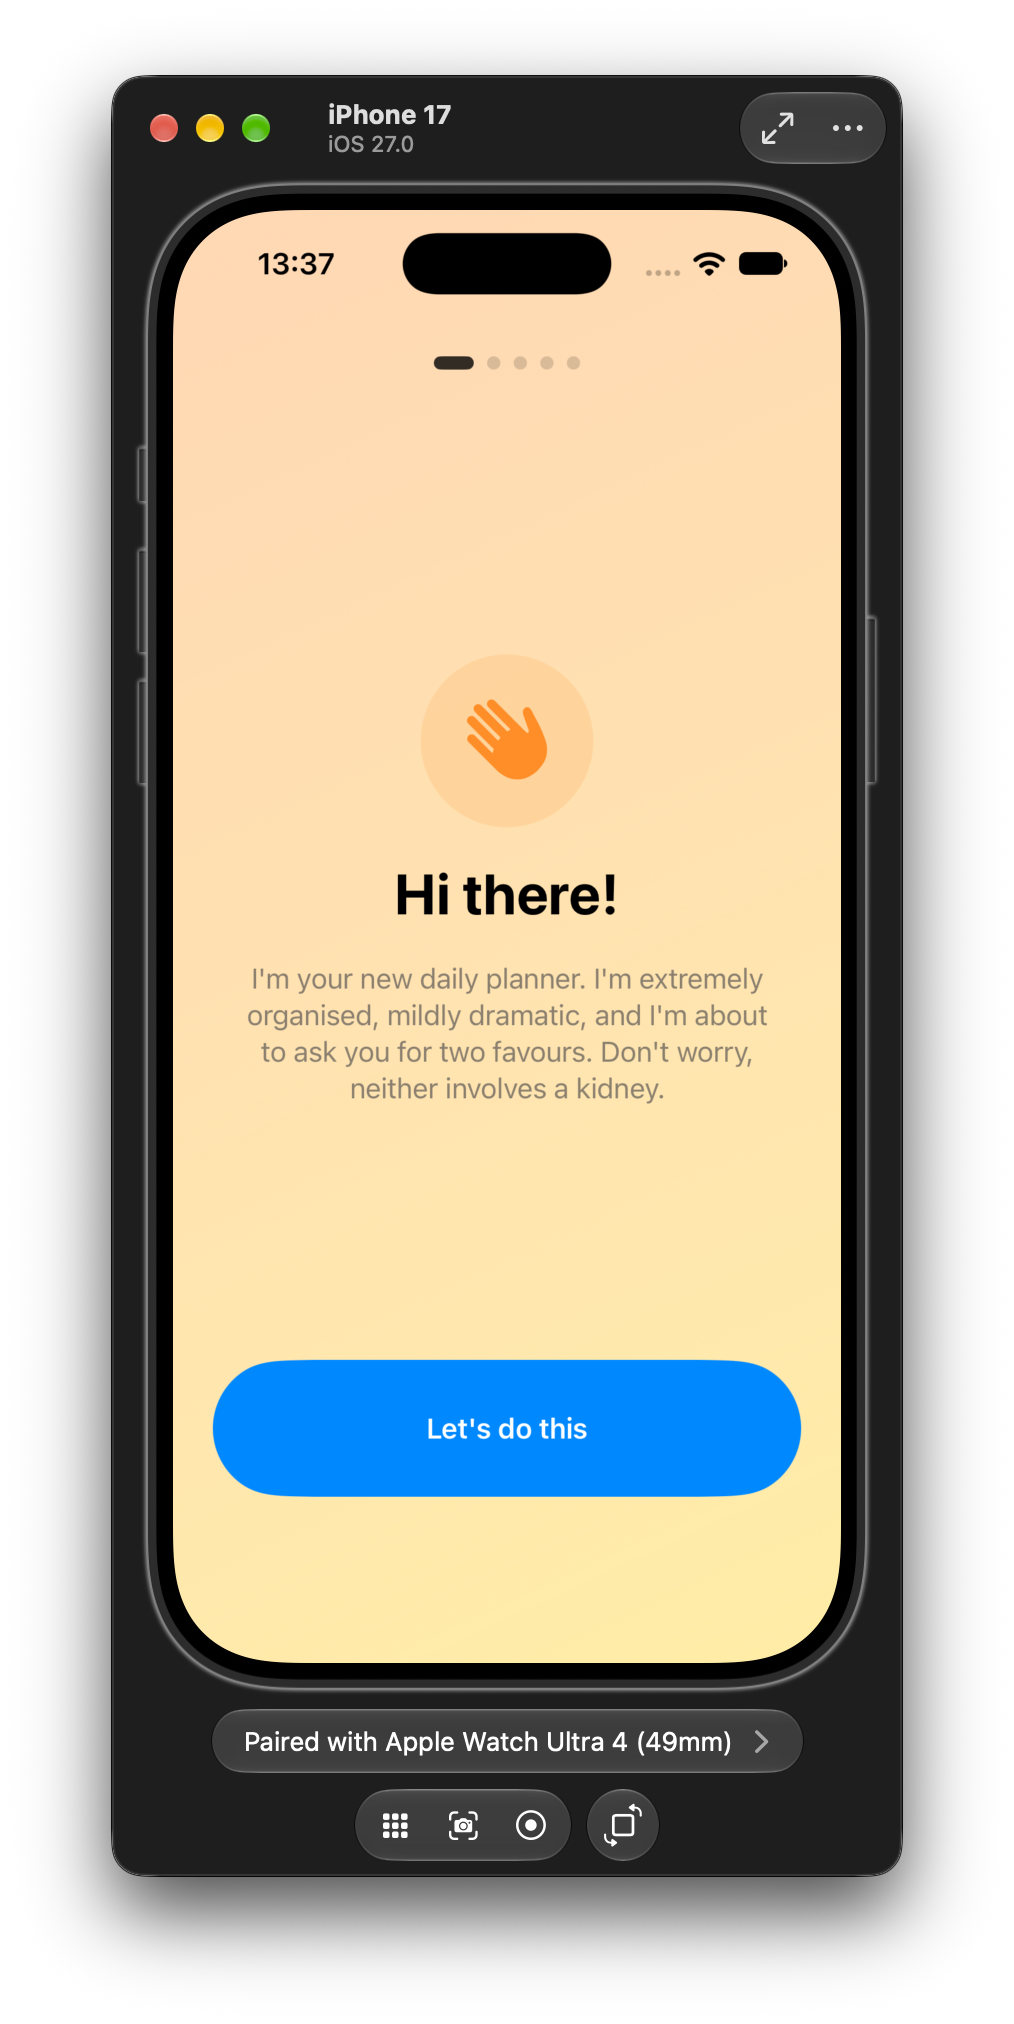 iPhone 17
iOS 27.0
13:37
Hi there!
I'm your new daily planner. I'm extremely
organised, mildly dramatic, and I'm about
to ask you for two favours. Don't worry,
neither involves a kidney.
Let's do this
Paired with Apple Watch Ultra 4 (49mm)